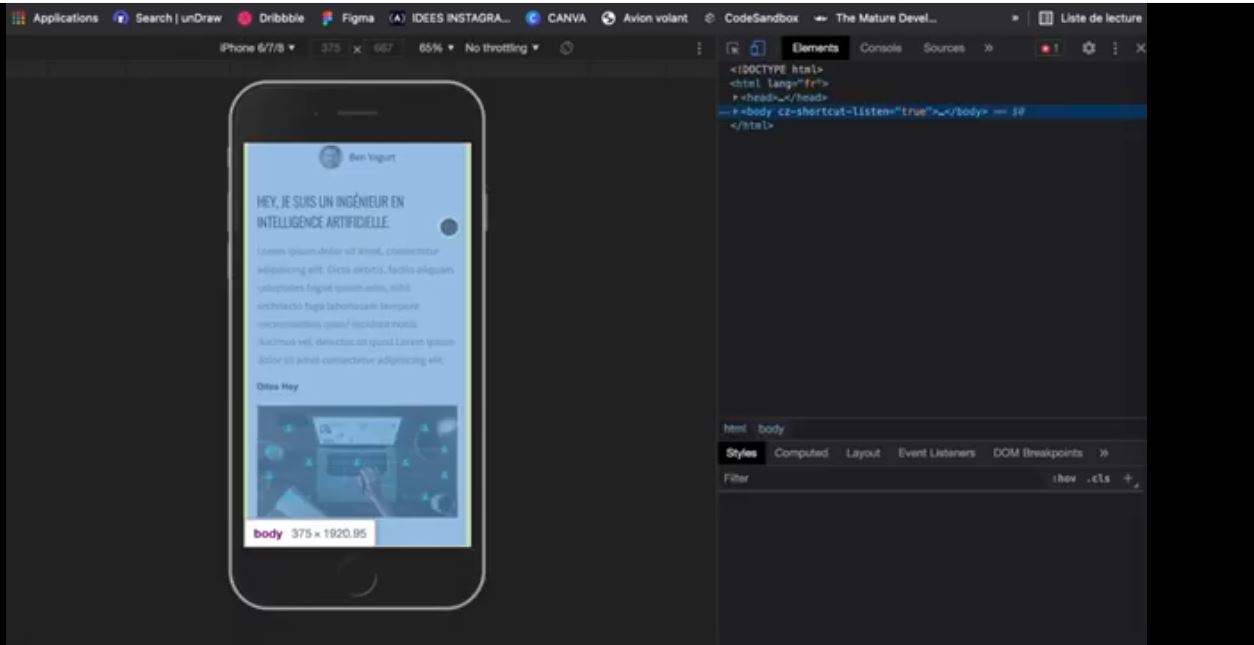 Applications Search | unDraw Dribbble Figma (A) IDEES INSTAGRA... CANVA Avion volant CodeSandbox The Mature Devel... » Liste de lecture
iPhone 6/7/8 ▾ 375 x 667 65% ▾ No throttling ▾
Elements Console Sources » 1
<!DOCTYPE html>
<html lang="fr">
▸<head>…</head>
▸<body cz-shortcut-listen="true">…</body> == $0
</html>
Ben Yogurt
HEY, JE SUIS UN INGÉNIEUR EN
INTELLIGENCE ARTIFICIELLE.
Lorem ipsum dolor sit amet, consectetur
adipisicing elit. Dicta debitis, facilis aliquam
voluptates fugiat quam odio, nihil
architecto fuga laboriosam tempore
necessitatibus quod incidunt nobis
ducimus vel, delectus sit quod Lorem ipsum
dolor sit amet consectetur adipisicing elit.
Hey
body 375 × 1920.95
html body
Styles Computed Layout Event Listeners DOM Breakpoints »
Filter :hov .cls +